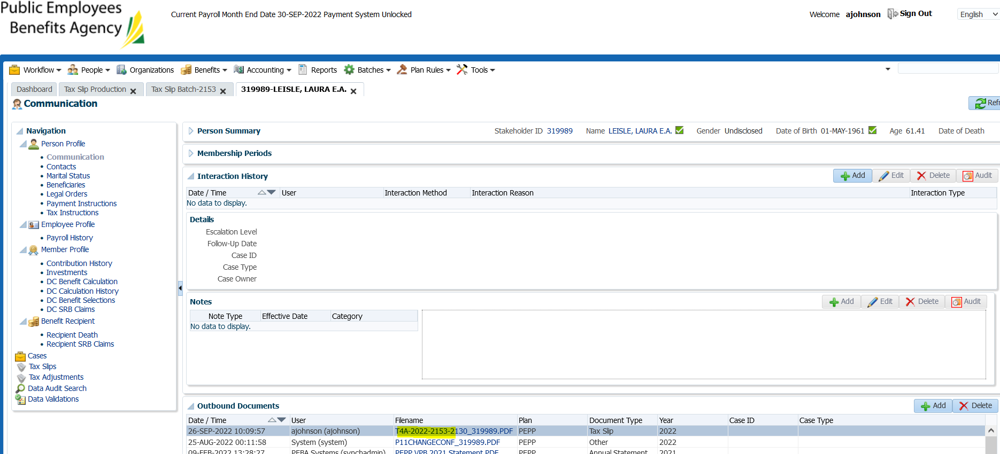 Public Employees
Benefits Agency
Current Payroll Month End Date 30-SEP-2022 Payment System Unlocked
Welcome ajohnson Sign Out English
Workflow People Organizations Benefits Accounting Reports Batches Plan Rules Tools
Dashboard Tax Slip Production Tax Slip Batch-2153 319989-LEISLE, LAURA E.A.
Communication
Navigation
Person Profile
Communication
Contacts
Marital Status
Beneficiaries
Legal Orders
Payment Instructions
Tax Instructions
Employee Profile
Payroll History
Member Profile
Contribution History
Investments
DC Benefit Calculation
DC Calculation History
DC Benefit Selections
DC SRB Claims
Benefit Recipient
Recipient Death
Recipient SRB Claims
Cases
Tax Slips
Tax Adjustments
Data Audit Search
Data Validations
Person Summary Stakeholder ID 319989 Name LEISLE, LAURA E.A. Gender Undisclosed Date of Birth 01-MAY-1961 Age 61.41 Date of Death
Membership Periods
Interaction History Add Edit Delete Audit
Date / Time User Interaction Method Interaction Reason Interaction Type
No data to display.
Details
Escalation Level
Follow-Up Date
Case ID
Case Type
Case Owner
Notes Add Edit Delete Audit
Note Type Effective Date Category
No data to display.
Outbound Documents Add Delete
Date / Time User Filename Plan Document Type Year Case ID Case Type
26-SEP-2022 10:09:57 ajohnson (ajohnson) T4A-2022-2153-2130_319989.PDF PEPP Tax Slip 2022
25-AUG-2022 00:11:58 System (system) P11CHANGECONF_319989.PDF PEPP Other 2022
09-FEB-2022 13:28:27 PEBA Systems (synchadmin) PEPP VPB 2021 Statement.PDF PEPP Annual Statement 2021